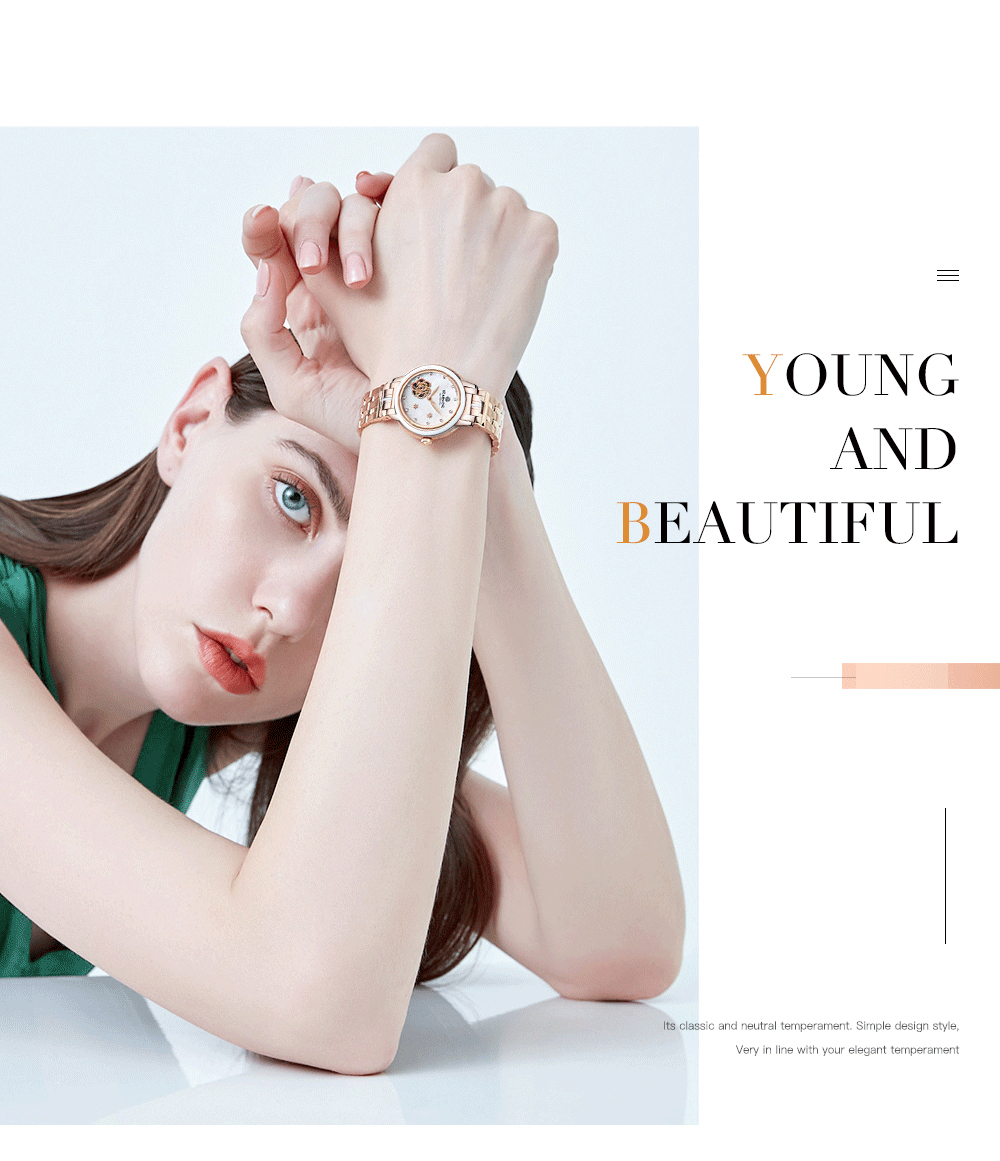 YOUNG
AND
BEAUTIFUL
Its classic and neutral temperament. Simple design style,
Very in line with your elegant temperament